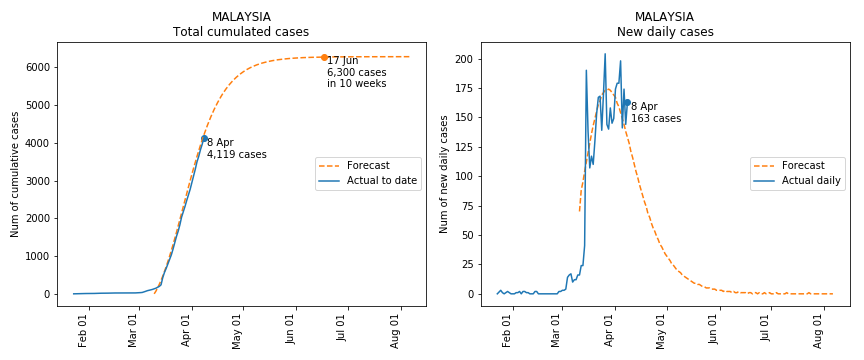 MALAYSIA
Total cumulated cases
Num of cumulative cases
6000
5000
4000
3000
2000
1000
0
17 Jun
6,300 cases
in 10 weeks
8 Apr
4,119 cases
Forecast
Actual to date
Feb 01
Mar 01
Apr 01
May 01
Jun 01
Jul 01
Aug 01
MALAYSIA
New daily cases
Num of new daily cases
200
175
150
125
100
75
50
25
0
8 Apr
163 cases
Forecast
Actual daily
Feb 01
Mar 01
Apr 01
May 01
Jun 01
Jul 01
Aug 01